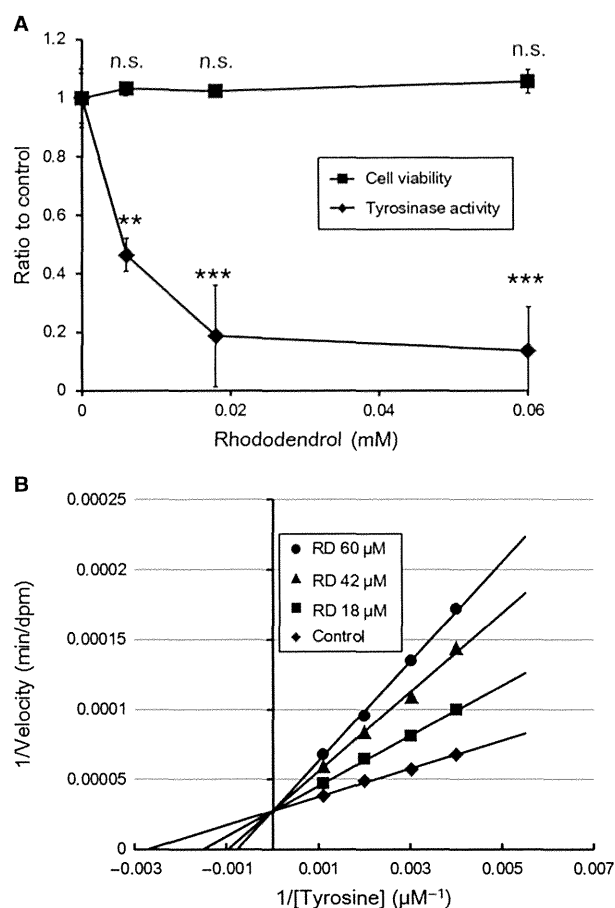 A
1.2
1
0.8
0.6
0.4
0.2
0
Ratio to control
n.s.
n.s.
n.s.
Cell viability
Tyrosinase activity
**
***
***
0
0.02
0.04
0.06
Rhododendrol (mM)
B
0.00025
0.0002
0.00015
0.0001
0.00005
0
1/Velocity (min/dpm)
RD 60 µM
RD 42 µM
RD 18 µM
Control
−0.003
−0.001
0.001
0.003
0.005
0.007
1/[Tyrosine] (µM⁻¹)